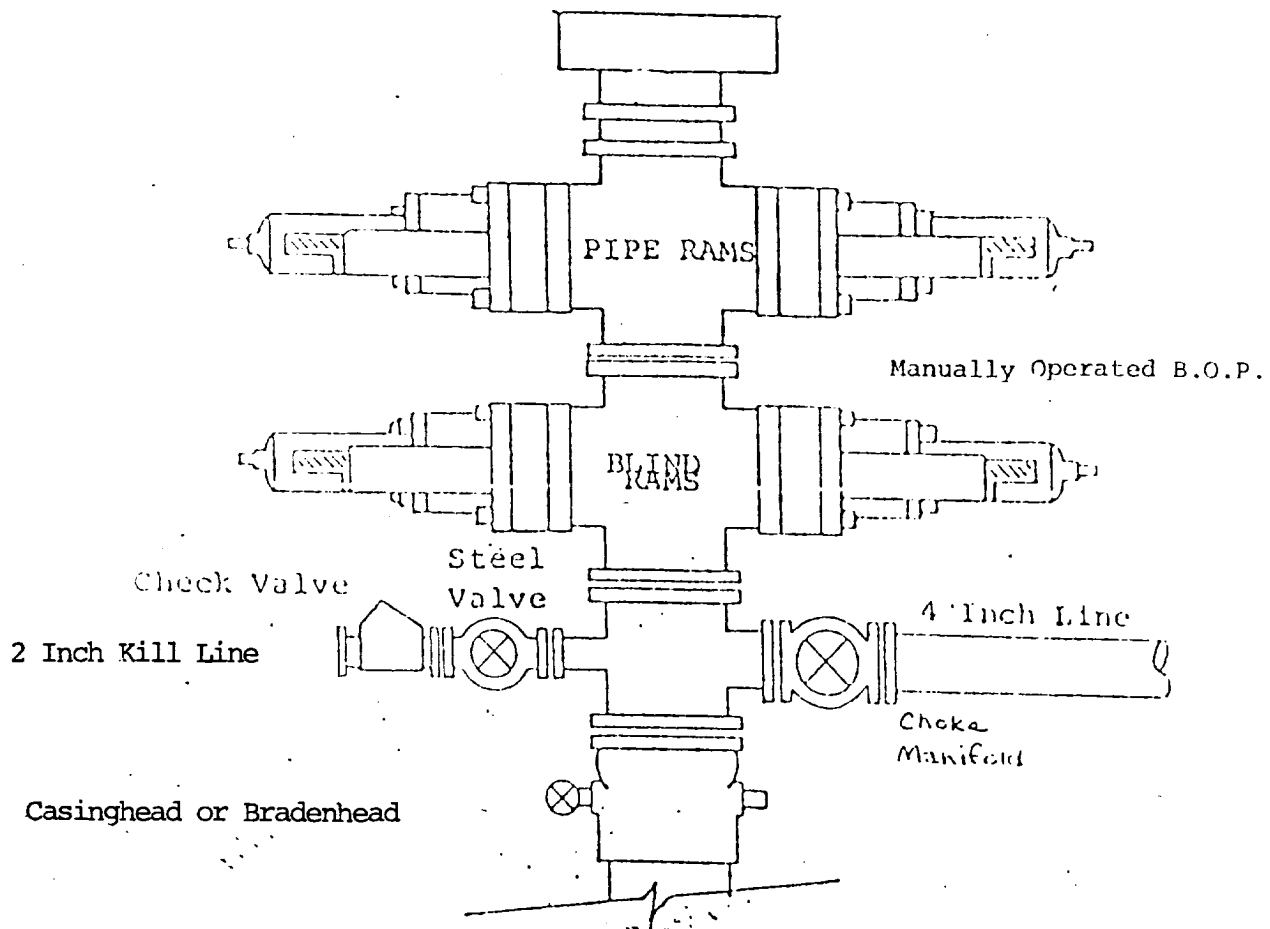 PIPE RAMS
Manually Operated B.O.P.
BLIND
RAMS
Check Valve
Steel
Valve
4 Inch Line
2 Inch Kill Line
Choke
Manifold
Casinghead or Bradenhead